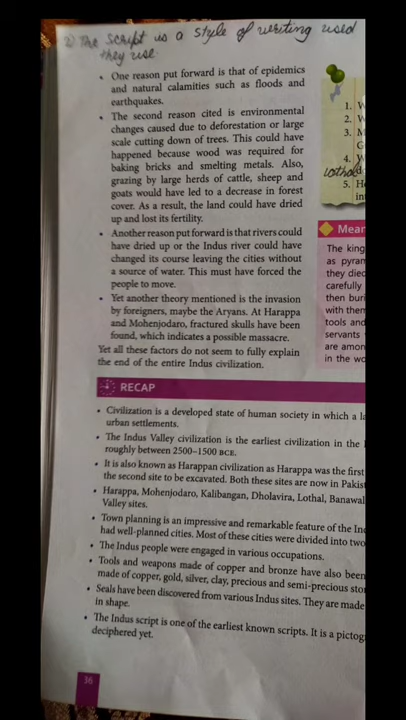 2) The script is a style of writing used
they use
• One reason put forward is that of epidemics
and natural calamities such as floods and
earthquakes.
• The second reason cited is environmental
changes caused due to deforestation or large
scale cutting down of trees. This could have
happened because wood was required for
baking bricks and smelting metals. Also,
grazing by large herds of cattle, sheep and
goats would have led to a decrease in forest
cover. As a result, the land could have dried
up and lost its fertility.
• Another reason put forward is that rivers could
have dried up or the Indus river could have
changed its course leaving the cities without
a source of water. This must have forced the
people to move.
• Yet another theory mentioned is the invasion
by foreigners, maybe the Aryans. At Harappa
and Mohenjodaro, fractured skulls have been
found, which indicates a possible massacre.
Yet all these factors do not seem to fully explain
the end of the entire Indus civilization.
1. W
2. W
3. M
G
4. W
Lothal
5. H
in
Mean
The king
as pyram
they died
carefully
then buri
with them
tools and
servants
are amon
in the wo
RECAP
• Civilization is a developed state of human society in which a la
urban settlements.
• The Indus Valley civilization is the earliest civilization in the
roughly between 2500–1500 BCE.
• It is also known as Harappan civilization as Harappa was the first
the second site to be excavated. Both these sites are now in Pakis
• Harappa, Mohenjodaro, Kalibangan, Dholavira, Lothal, Banawal
Valley sites.
• Town planning is an impressive and remarkable feature of the Ind
had well-planned cities. Most of these cities were divided into two
• The Indus people were engaged in various occupations.
• Tools and weapons made of copper and bronze have also been
made of copper, gold, silver, clay, precious and semi-precious sto
• Seals have been discovered from various Indus sites. They are made
in shape.
• The Indus script is one of the earliest known scripts. It is a pictog
deciphered yet.
36